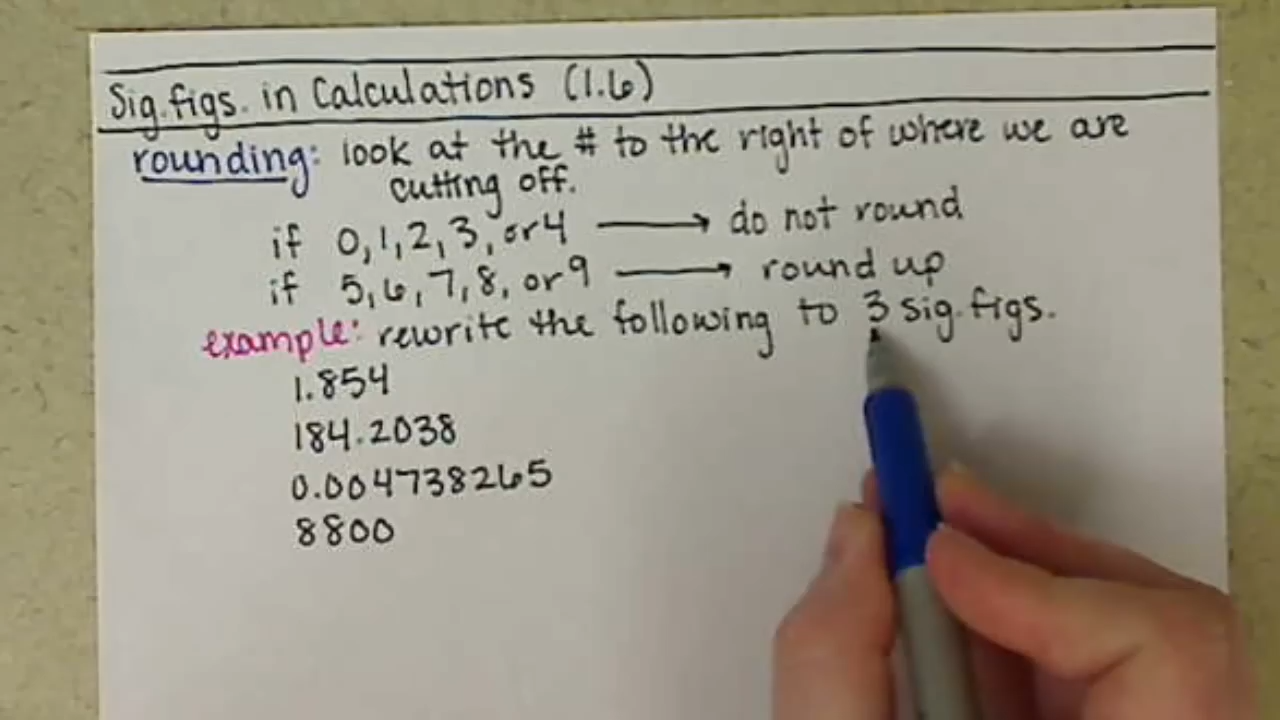 Sig. figs. in Calculations (1.6)
rounding: look at the # to the right of where we are
cutting off.
if 0, 1, 2, 3, or 4 ⟶ do not round
if 5, 6, 7, 8, or 9 ⟶ round up
example: rewrite the following to 3 sig. figs.
1.854
184.2038
0.004738265
8800